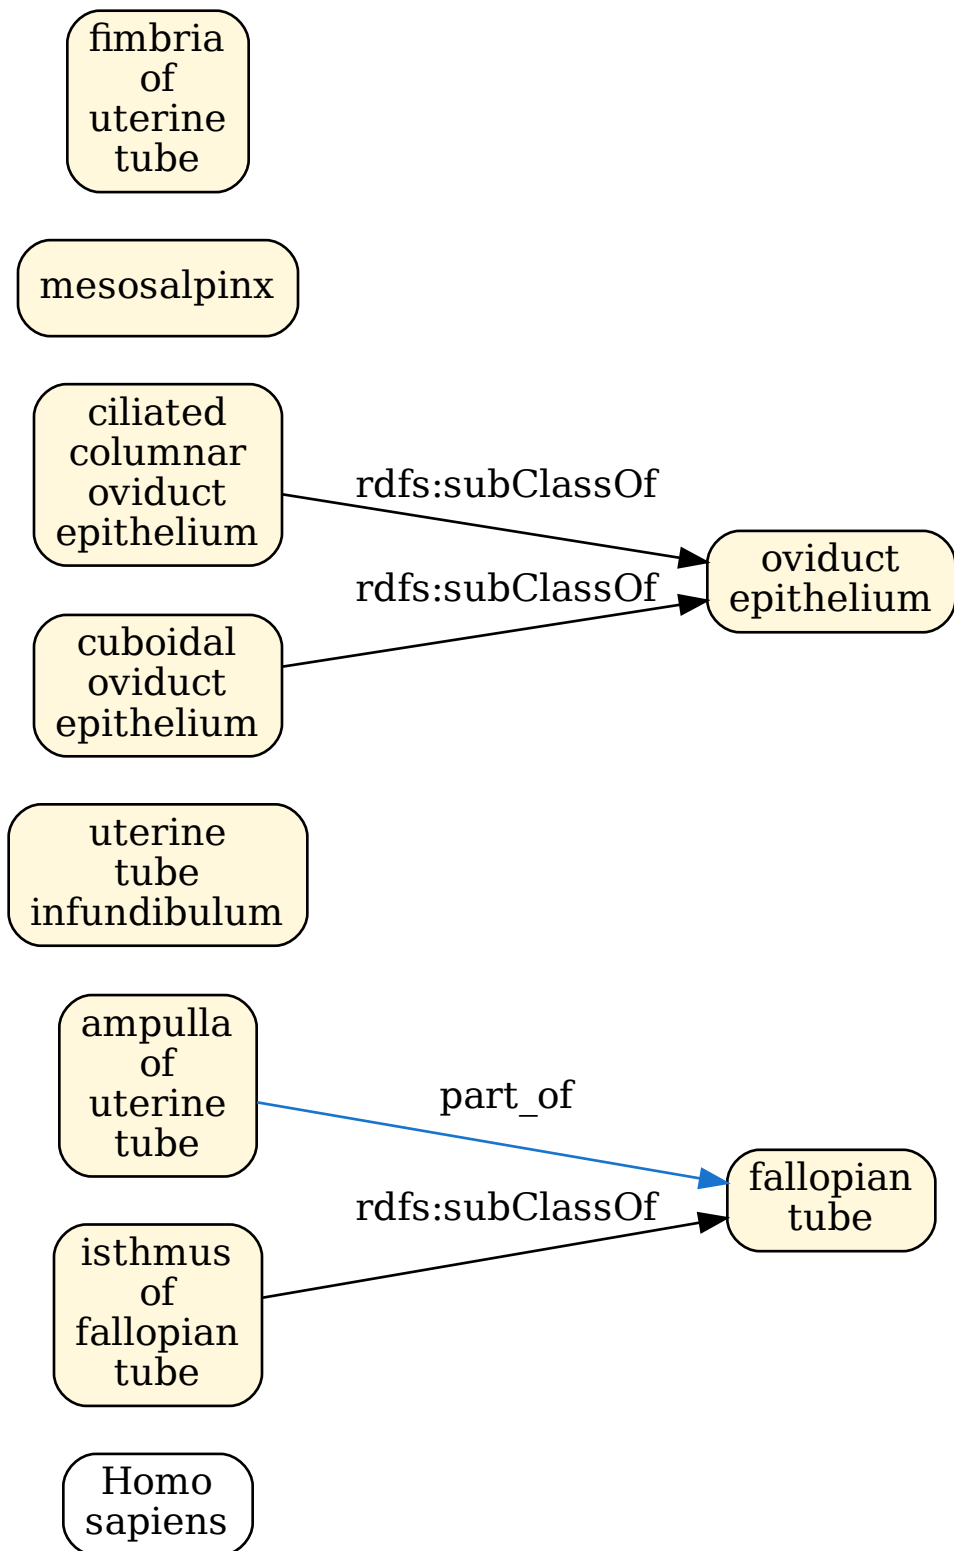 fimbria
of
uterine
tube
mesosalpinx
ciliated
columnar
oviduct
epithelium
rdfs:subClassOf
oviduct
epithelium
rdfs:subClassOf
cuboidal
oviduct
epithelium
uterine
tube
infundibulum
ampulla
of
uterine
tube
part_of
fallopian
tube
rdfs:subClassOf
isthmus
of
fallopian
tube
Homo
sapiens